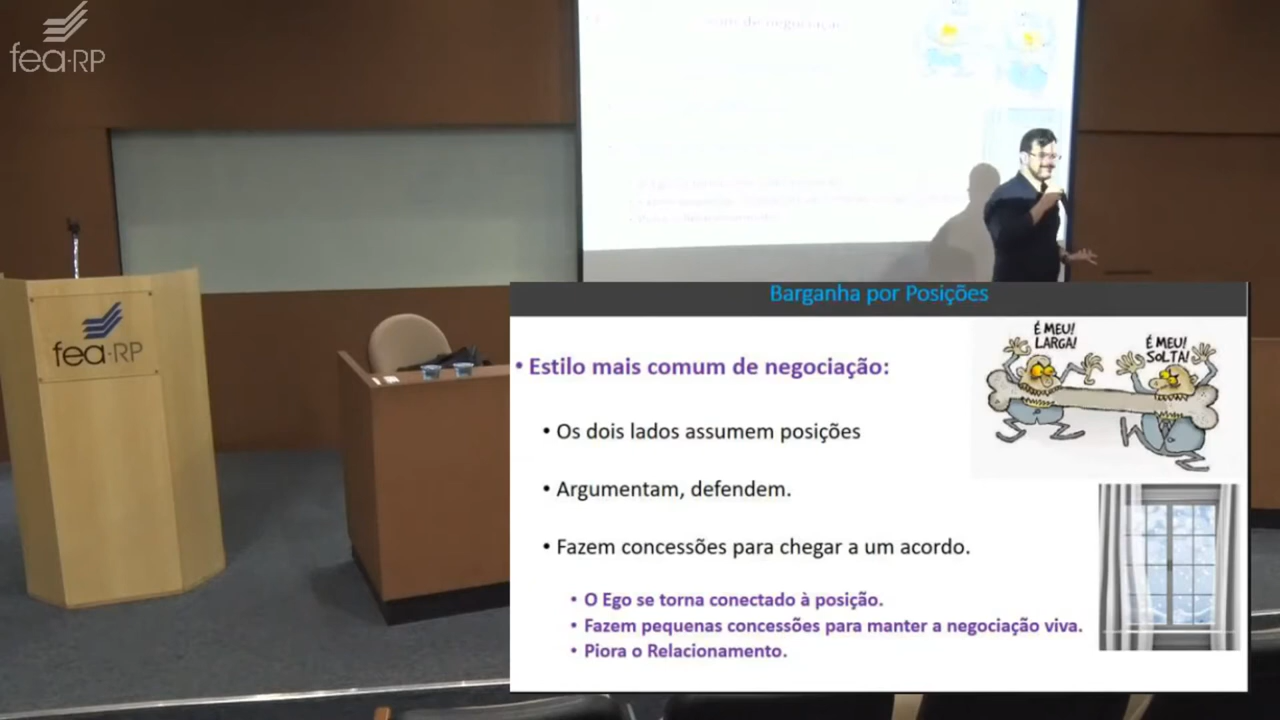 fea-RP
fea-RP
Barganha por Posições
• Estilo mais comum de negociação:
• Os dois lados assumem posições
• Argumentam, defendem.
• Fazem concessões para chegar a um acordo.
• O Ego se torna conectado à posição.
• Fazem pequenas concessões para manter a negociação viva.
• Piora o Relacionamento.
É MEU!
LARGA!
É MEU!
SOLTA!